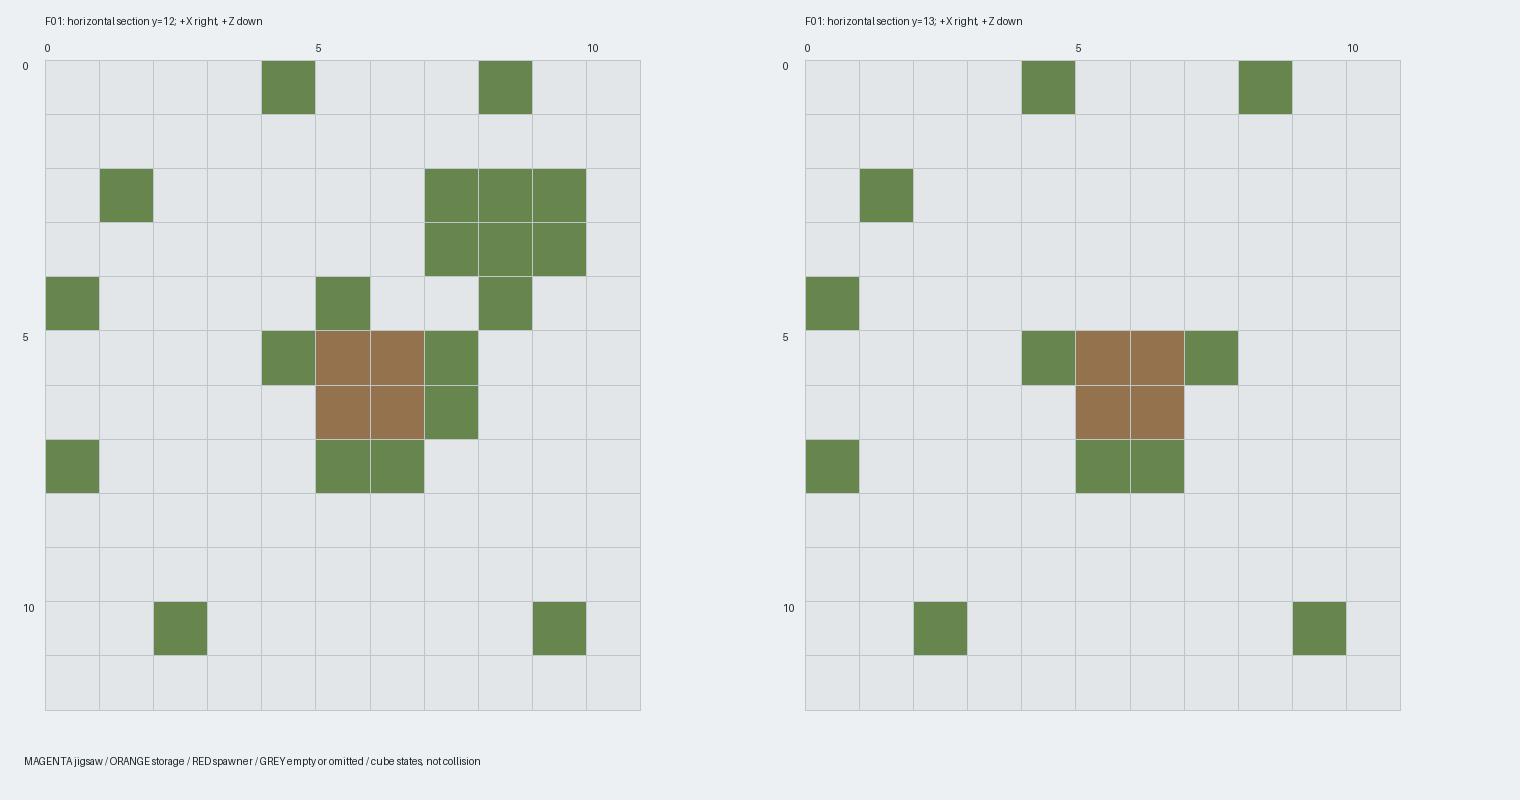 F01: horizontal section y=12; +X right, +Z down
F01: horizontal section y=13; +X right, +Z down
0 5 10
0 5 10
0
0
5
5
10
10
MAGENTA jigsaw / ORANGE storage / RED spawner / GREY empty or omitted / cube states, not collision